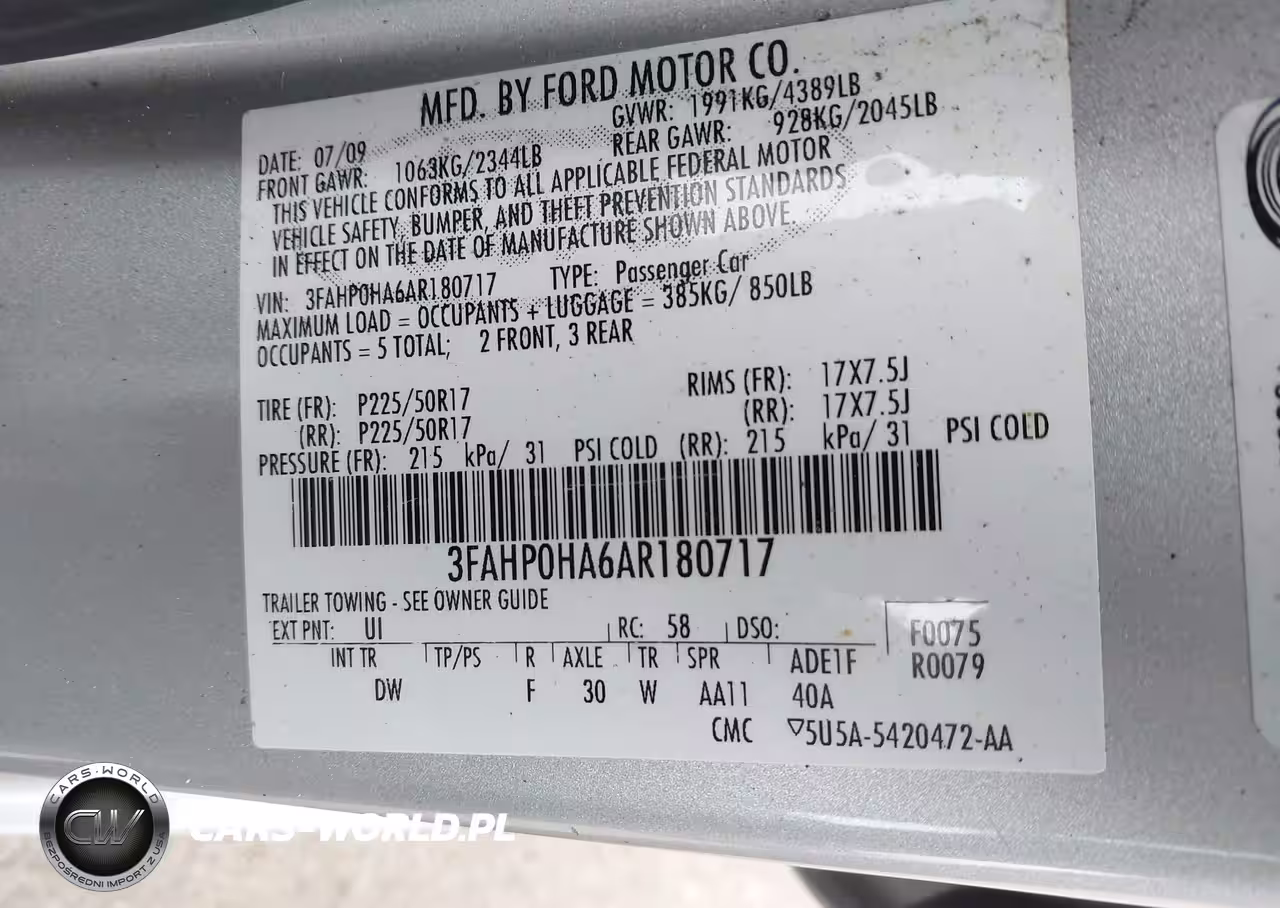 MFD. BY FORD MOTOR CO.
DATE: 07/09 GVWR: 1991KG/4389LB
FRONT GAWR: 1063KG/2344LB REAR GAWR: 928KG/2045LB
THIS VEHICLE CONFORMS TO ALL APPLICABLE FEDERAL MOTOR
VEHICLE SAFETY, BUMPER, AND THEFT PREVENTION STANDARDS
IN EFFECT ON THE DATE OF MANUFACTURE SHOWN ABOVE.
VIN: 3FAHP0HA6AR180717 TYPE: Passenger Car
MAXIMUM LOAD = OCCUPANTS + LUGGAGE = 385KG/ 850LB
OCCUPANTS = 5 TOTAL; 2 FRONT, 3 REAR
TIRE (FR): P225/50R17 RIMS (FR): 17X7.5J
(RR): P225/50R17 (RR): 17X7.5J
PRESSURE (FR): 215 kPa/ 31 PSI COLD (RR): 215 kPa/ 31 PSI COLD
3FAHP0HA6AR180717
TRAILER TOWING - SEE OWNER GUIDE
EXT PNT: UI RC: 58 DSO: F0075
INT TR TP/PS R AXLE TR SPR ADE1F R0079
DW F 30 W AA11 40A
CMC ▽5U5A-5420472-AA
CARS-WORLD
CW
BEZPOŚREDNI IMPORT Z USA
CARS-WORLD.PL